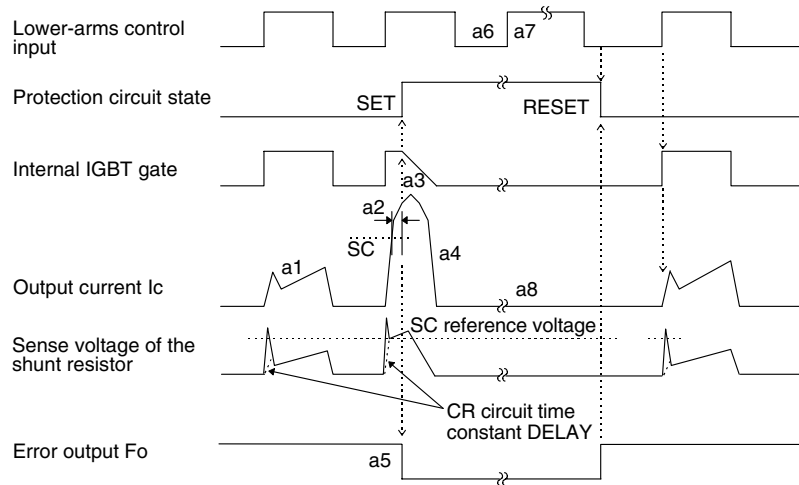 Lower-arms control
input
a6
a7
Protection circuit state
SET
RESET
Internal IGBT gate
a3
a2
SC
a4
a1
a8
Output current Ic
SC reference voltage
Sense voltage of the
shunt resistor
CR circuit time
constant DELAY
Error output Fo
a5